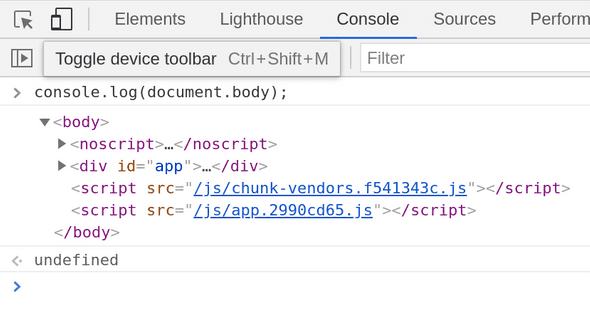 Elements Lighthouse Console Sources Perform
Toggle device toolbar Ctrl+Shift+M Filter
console.log(document.body);
<body>
<noscript>…</noscript>
<div id="app">…</div>
<script src="/js/chunk-vendors.f541343c.js"></script>
<script src="/js/app.2990cd65.js"></script>
</body>
undefined